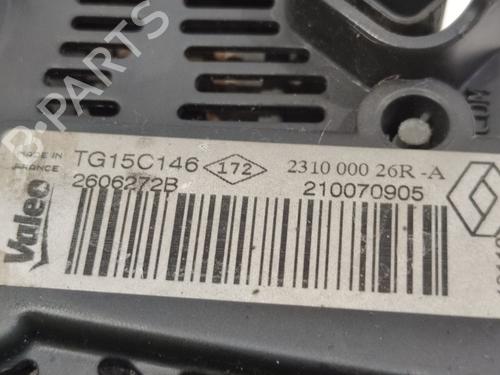 B-PARTS
MADE IN
FRANCE
TG15C146
172
2310 000 26R -A
2606272B
210070905
Valeo